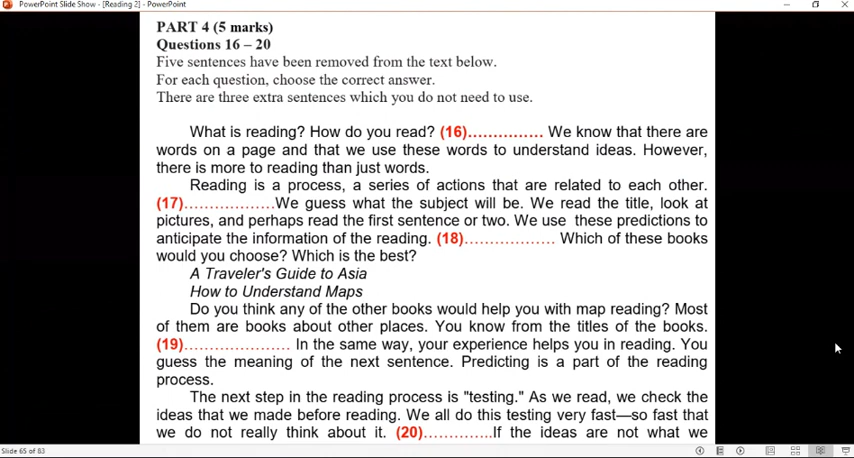 PowerPoint Slide Show - [Reading 2] - PowerPoint
PART 4 (5 marks)
Questions 16 – 20
Five sentences have been removed from the text below.
For each question, choose the correct answer.
There are three extra sentences which you do not need to use.
What is reading? How do you read? (16)............... We know that there are
words on a page and that we use these words to understand ideas. However,
there is more to reading than just words.
Reading is a process, a series of actions that are related to each other.
(17)..................We guess what the subject will be. We read the title, look at
pictures, and perhaps read the first sentence or two. We use these predictions to
anticipate the information of the reading. (18).................. Which of these books
would you choose? Which is the best?
A Traveler's Guide to Asia
How to Understand Maps
Do you think any of the other books would help you with map reading? Most
of them are books about other places. You know from the titles of the books.
(19)..................... In the same way, your experience helps you in reading. You
guess the meaning of the next sentence. Predicting is a part of the reading
process.
The next step in the reading process is "testing." As we read, we check the
ideas that we made before reading. We all do this testing very fast—so fast that
we do not really think about it. (20)..............If the ideas are not what we
Slide 65 of 83